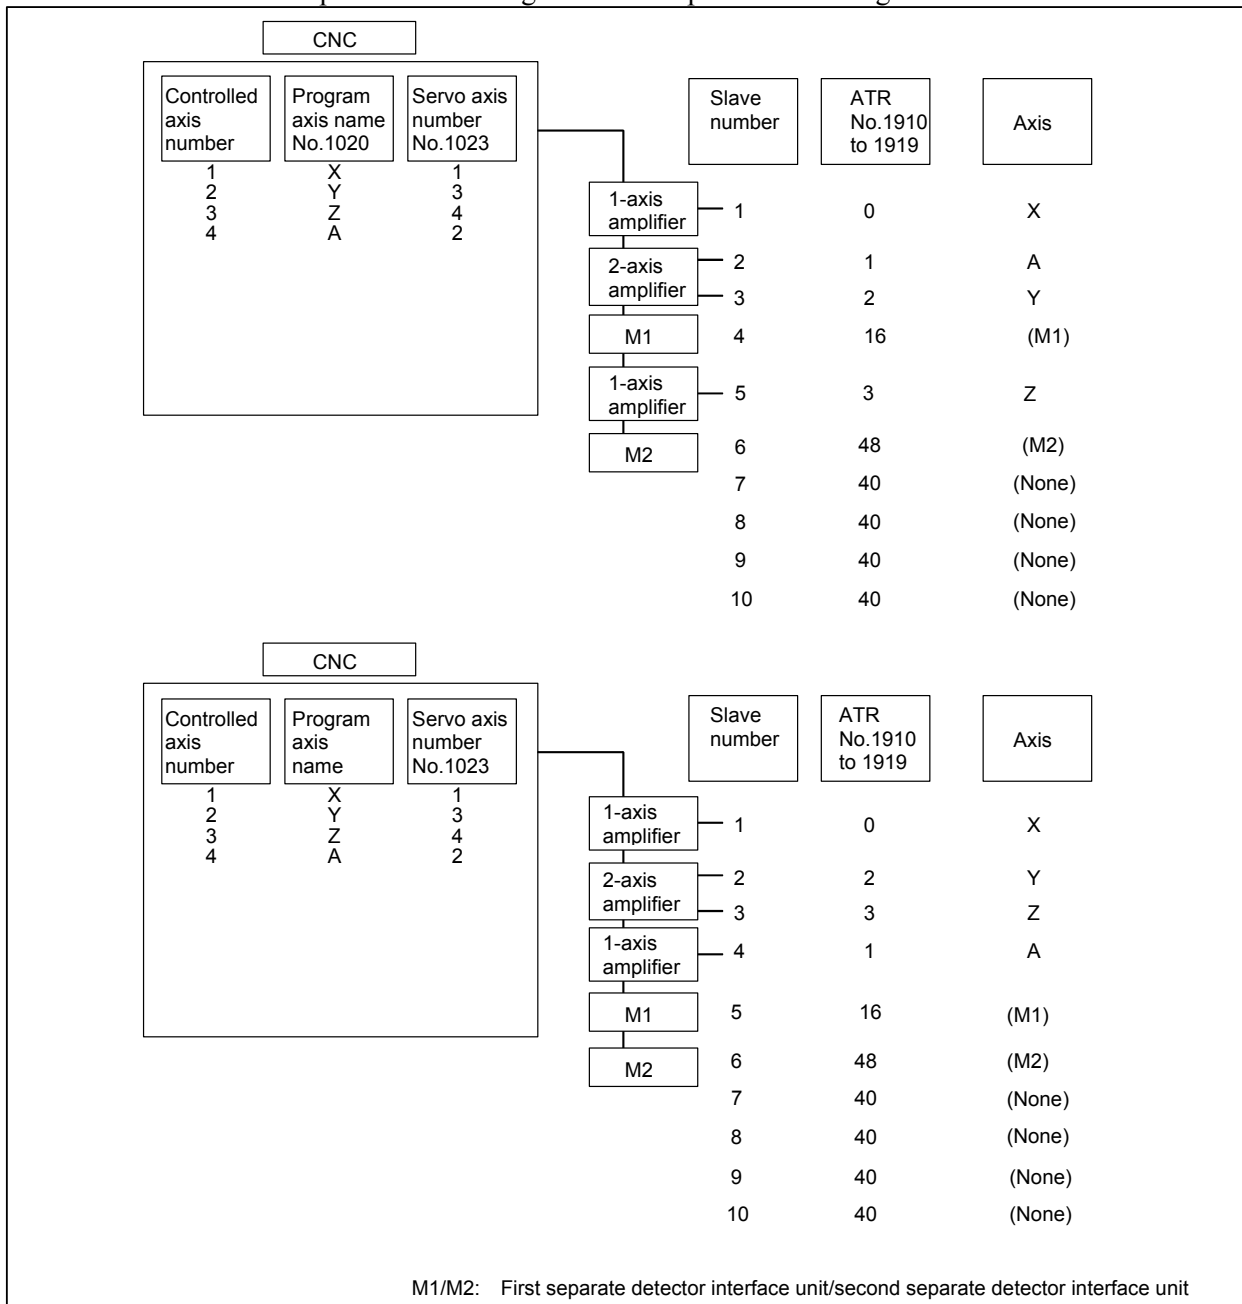 CNC
Controlled axis number
Program axis name No.1020
Servo axis number No.1023
1 X 1
2 Y 3
3 Z 4
4 A 2
Slave number
ATR No.1910 to 1919
Axis
1-axis amplifier 1 0 X
2-axis amplifier
2 1 A
3 2 Y
M1 4 16 (M1)
1-axis amplifier 5 3 Z
M2 6 48 (M2)
7 40 (None)
8 40 (None)
9 40 (None)
10 40 (None)
CNC
Controlled axis number
Program axis name
Servo axis number No.1023
1 X 1
2 Y 3
3 Z 4
4 A 2
Slave number
ATR No.1910 to 1919
Axis
1-axis amplifier 1 0 X
2-axis amplifier
2 2 Y
3 3 Z
1-axis amplifier 4 1 A
M1 5 16 (M1)
M2 6 48 (M2)
7 40 (None)
8 40 (None)
9 40 (None)
10 40 (None)
M1/M2: First separate detector interface unit/second separate detector interface unit